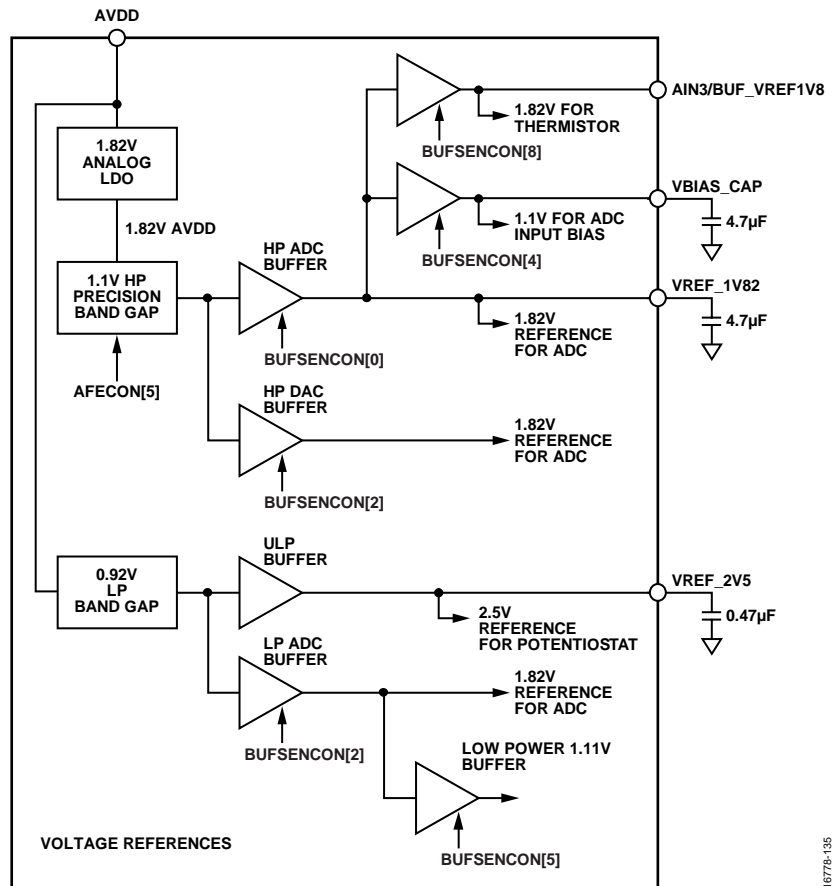 AVDD
AIN3/BUF_VREF1V8
1.82V FOR
THERMISTOR
1.82V
ANALOG
LDO
BUFSENCON[8]
VBIAS_CAP
4.7µF
1.82V AVDD
1.1V FOR ADC
INPUT BIAS
HP ADC
BUFFER
BUFSENCON[4]
1.1V HP
PRECISION
BAND GAP
VREF_1V82
4.7µF
1.82V
REFERENCE
FOR ADC
BUFSENCON[0]
AFECON[5]
HP DAC
BUFFER
1.82V
REFERENCE
FOR ADC
BUFSENCON[2]
ULP
BUFFER
0.92V
LP
BAND GAP
VREF_2V5
0.47µF
2.5V
REFERENCE
FOR POTENTIOSTAT
LP ADC
BUFFER
1.82V
REFERENCE
FOR ADC
BUFSENCON[2]
LOW POWER 1.11V
BUFFER
VOLTAGE REFERENCES
BUFSENCON[5]
16778-135